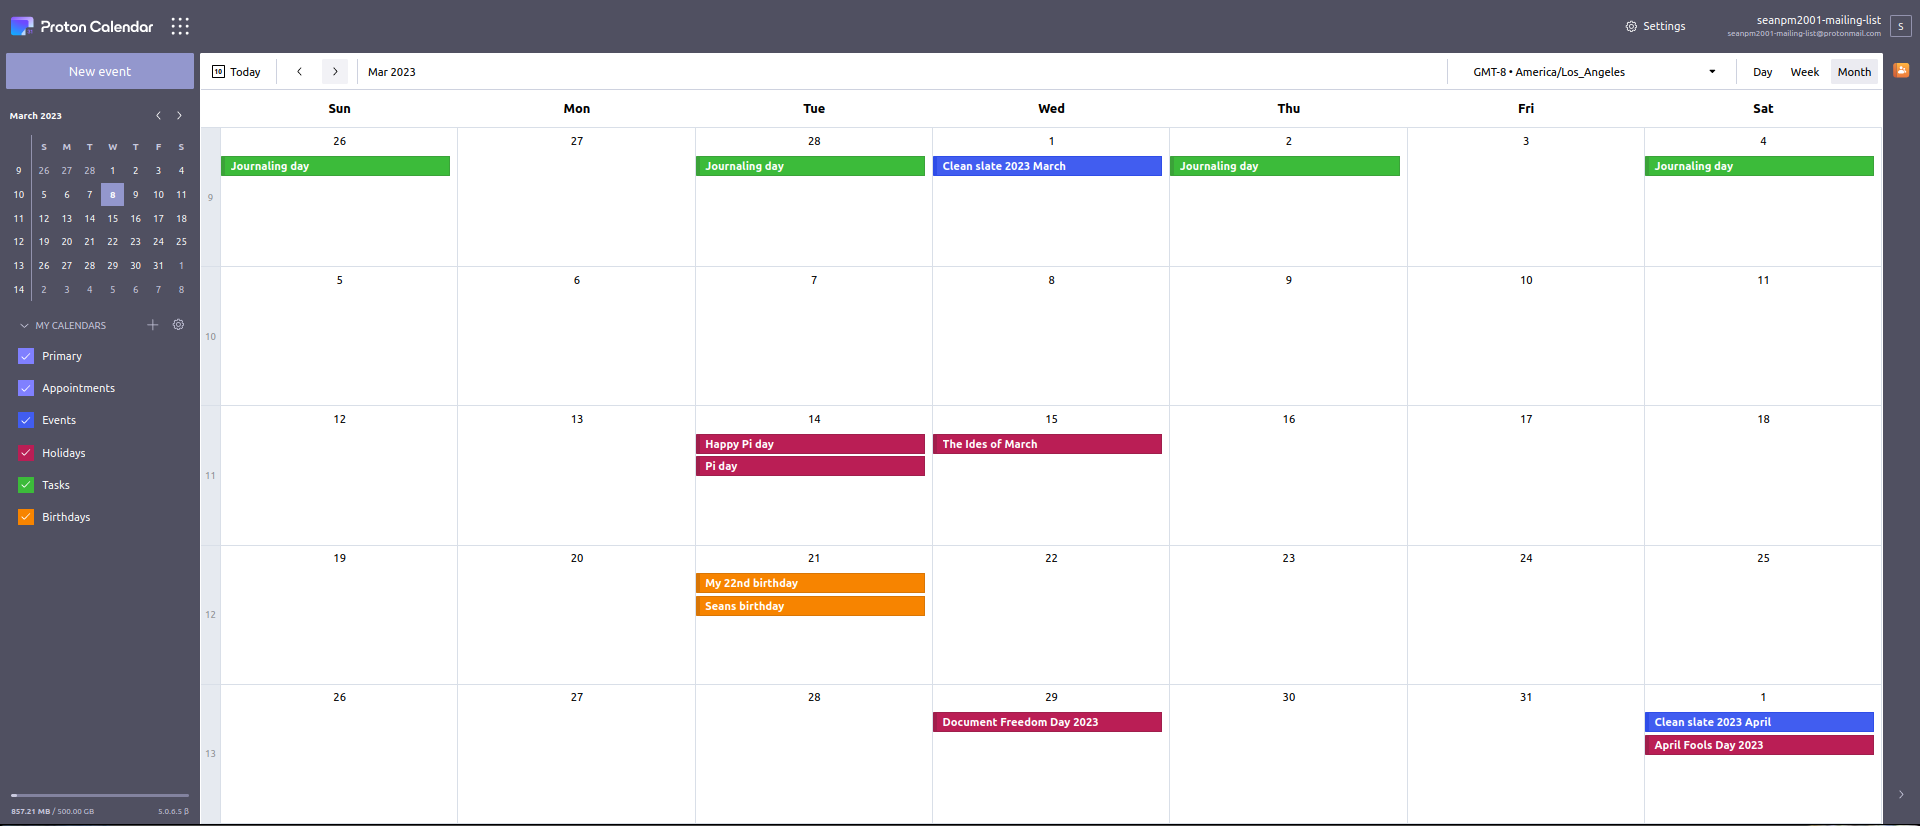 Proton Calendar
Settings
seanpm2001-mailing-list
seanpm2001-mailing-list@protonmail.com
S
New event
10 Today
Mar 2023
GMT-8 • America/Los_Angeles
Day Week Month
March 2023
S M T W T F S
9 26 27 28 1 2 3 4
10 5 6 7 8 9 10 11
11 12 13 14 15 16 17 18
12 19 20 21 22 23 24 25
13 26 27 28 29 30 31 1
14 2 3 4 5 6 7 8
MY CALENDARS
Primary
Appointments
Events
Holidays
Tasks
Birthdays
857.21 MB / 500.00 GB 5.0.6.5 β
Sun Mon Tue Wed Thu Fri Sat
9
26 27 28 1 2 3 4
Journaling day Journaling day Clean slate 2023 March Journaling day Journaling day
10
5 6 7 8 9 10 11
11
12 13 14 15 16 17 18
Happy Pi day The Ides of March
Pi day
12
19 20 21 22 23 24 25
My 22nd birthday
Seans birthday
13
26 27 28 29 30 31 1
Document Freedom Day 2023 Clean slate 2023 April
April Fools Day 2023